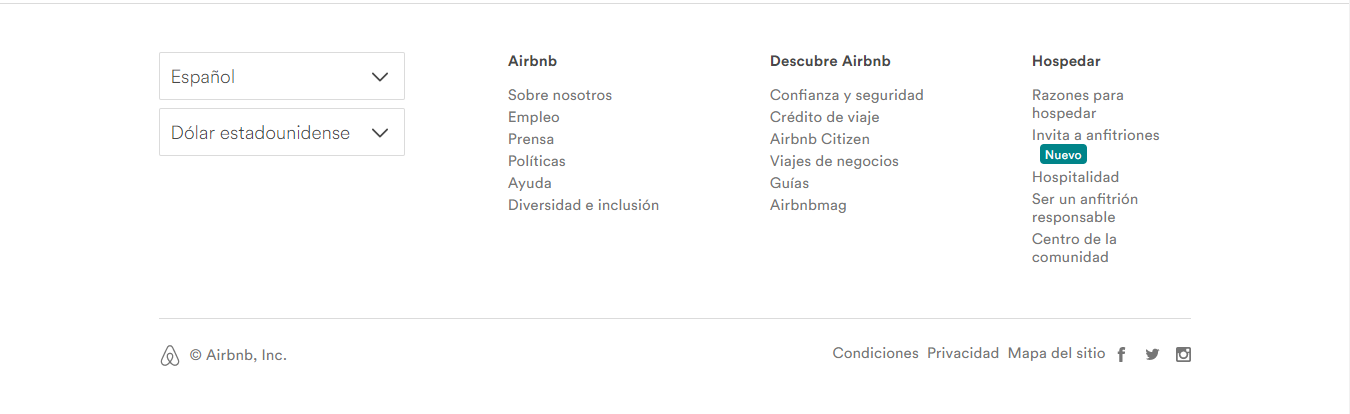 Español
Dólar estadounidense
Airbnb
Sobre nosotros
Empleo
Prensa
Políticas
Ayuda
Diversidad e inclusión
Descubre Airbnb
Confianza y seguridad
Crédito de viaje
Airbnb Citizen
Viajes de negocios
Guías
Airbnbmag
Hospedar
Razones para
hospedar
Invita a anfitriones
Nuevo
Hospitalidad
Ser un anfitrión
responsable
Centro de la
comunidad
© Airbnb, Inc.
Condiciones Privacidad Mapa del sitio